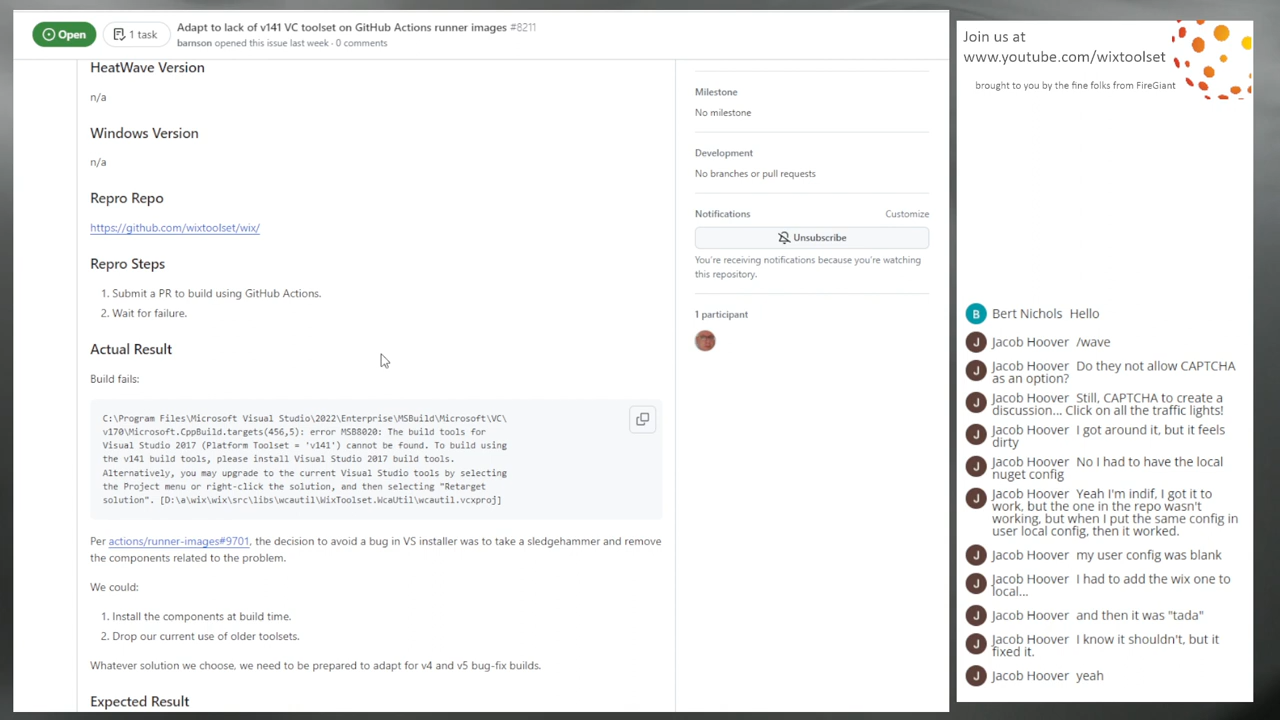 Open
1 task
Adapt to lack of v141 VC toolset on GitHub Actions runner images #8211
barnson opened this issue last week · 0 comments
HeatWave Version
n/a
Windows Version
n/a
Repro Repo
https://github.com/wixtoolset/wix/
Repro Steps
1. Submit a PR to build using GitHub Actions.
2. Wait for failure.
Actual Result
Build fails:
C:\Program Files\Microsoft Visual Studio\2022\Enterprise\MSBuild\Microsoft\VC\
v170\Microsoft.CppBuild.targets(456,5): error MSB8020: The build tools for
Visual Studio 2017 (Platform Toolset = 'v141') cannot be found. To build using
the v141 build tools, please install Visual Studio 2017 build tools.
Alternatively, you may upgrade to the current Visual Studio tools by selecting
the Project menu or right-click the solution, and then selecting "Retarget
solution". [D:\a\wix\wix\src\libs\wcautil\WixToolset.WcaUtil\wcautil.vcxproj]
Per actions/runner-images#9701, the decision to avoid a bug in VS installer was to take a sledgehammer and remove
the components related to the problem.
We could:
1. Install the components at build time.
2. Drop our current use of older toolsets.
Whatever solution we choose, we need to be prepared to adapt for v4 and v5 bug-fix builds.
Expected Result
Milestone
No milestone
Development
No branches or pull requests
Notifications
Customize
Unsubscribe
You're receiving notifications because you're watching
this repository.
1 participant
Join us at
www.youtube.com/wixtoolset
brought to you by the fine folks from FireGiant
B Bert Nichols Hello
J Jacob Hoover /wave
J Jacob Hoover Do they not allow CAPTCHA
as an option?
J Jacob Hoover Still, CAPTCHA to create a
discussion... Click on all the traffic lights!
J Jacob Hoover I got around it, but it feels
dirty
J Jacob Hoover No I had to have the local
nuget config
J Jacob Hoover Yeah I'm indif, I got it to
work, but the one in the repo wasn't
working, but when I put the same config in
user local config, then it worked.
J Jacob Hoover my user config was blank
J Jacob Hoover I had to add the wix one to
local...
J Jacob Hoover and then it was "tada"
J Jacob Hoover I know it shouldn't, but it
fixed it.
J Jacob Hoover yeah